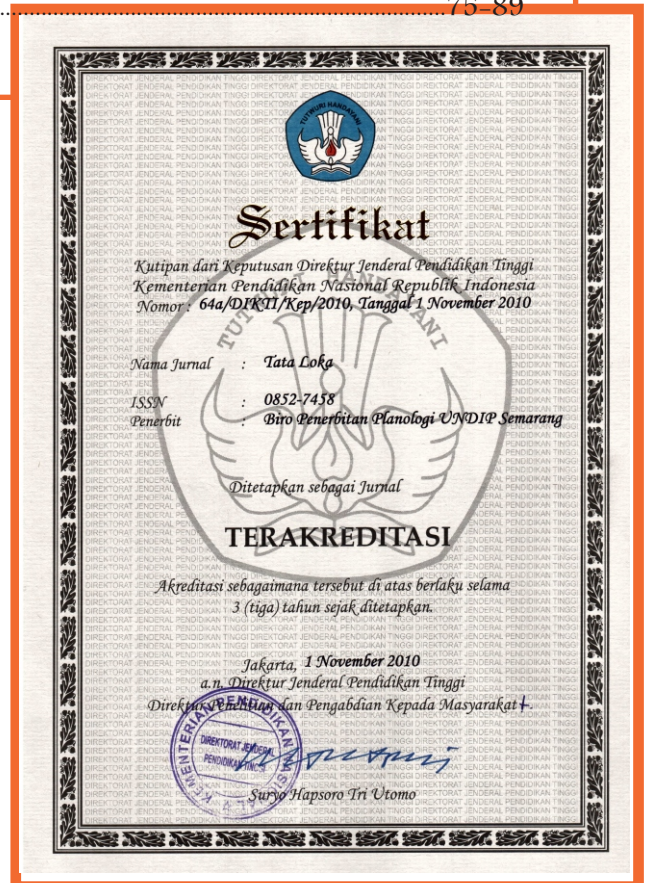 ...75-89
TUTWURI HANDAYANI
Sertifikat
Kutipan dari Keputusan Direktur Jenderal Pendidikan Tinggi
Kementerian Pendidikan Nasional Republik Indonesia
Nomor : 64a/DIKTI/Kep/2010, Tanggal 1 November 2010
Nama Jurnal : Tata Loka
ISSN : 0852-7458
Penerbit : Biro Penerbitan Planologi UNDIP Semarang
Ditetapkan sebagai Jurnal
TERAKREDITASI
Akreditasi sebagaimana tersebut di atas berlaku selama
3 (tiga) tahun sejak ditetapkan.
Jakarta, 1 November 2010
a.n. Direktur Jenderal Pendidikan Tinggi
Direktur Penelitian dan Pengabdian Kepada Masyarakat
DIREKTORAT JENDERAL
PENDIDIKAN TINGGI
Suryo Hapsoro Tri Utomo